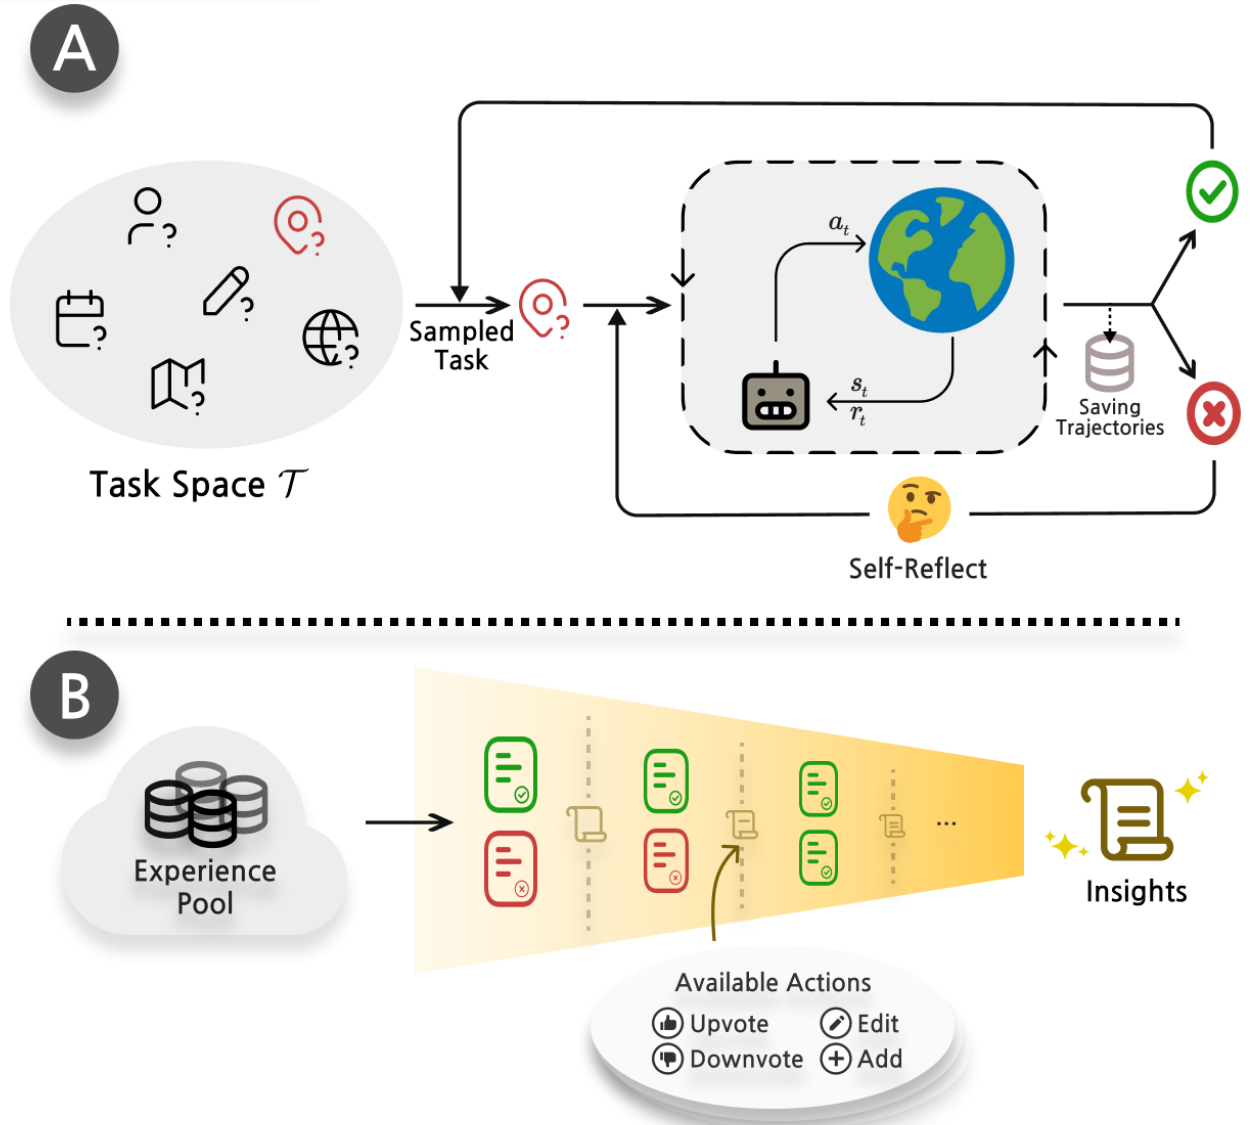 A
a_t
s_t
r_t
Sampled
Task
Saving
Trajectories
Task Space 𝒯
Self-Reflect
B
Experience
Pool
...
Insights
Available Actions
Upvote Edit
Downvote Add